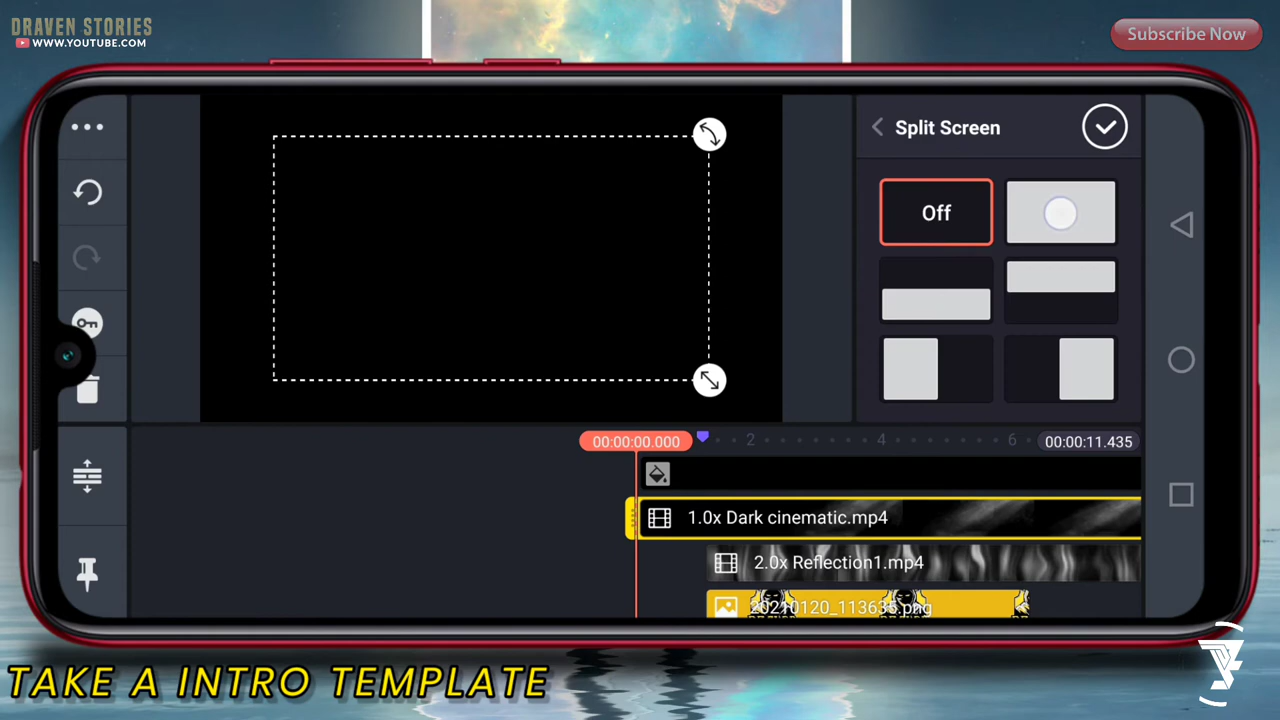 DRAVEN STORIES
WWW.YOUTUBE.COM
Subscribe Now
Split Screen
Off
00:00:00.000
2
4
6
00:00:11.435
1.0x Dark cinematic.mp4
2.0x Reflection1.mp4
20210120_113635.png
TAKE A INTRO TEMPLATE